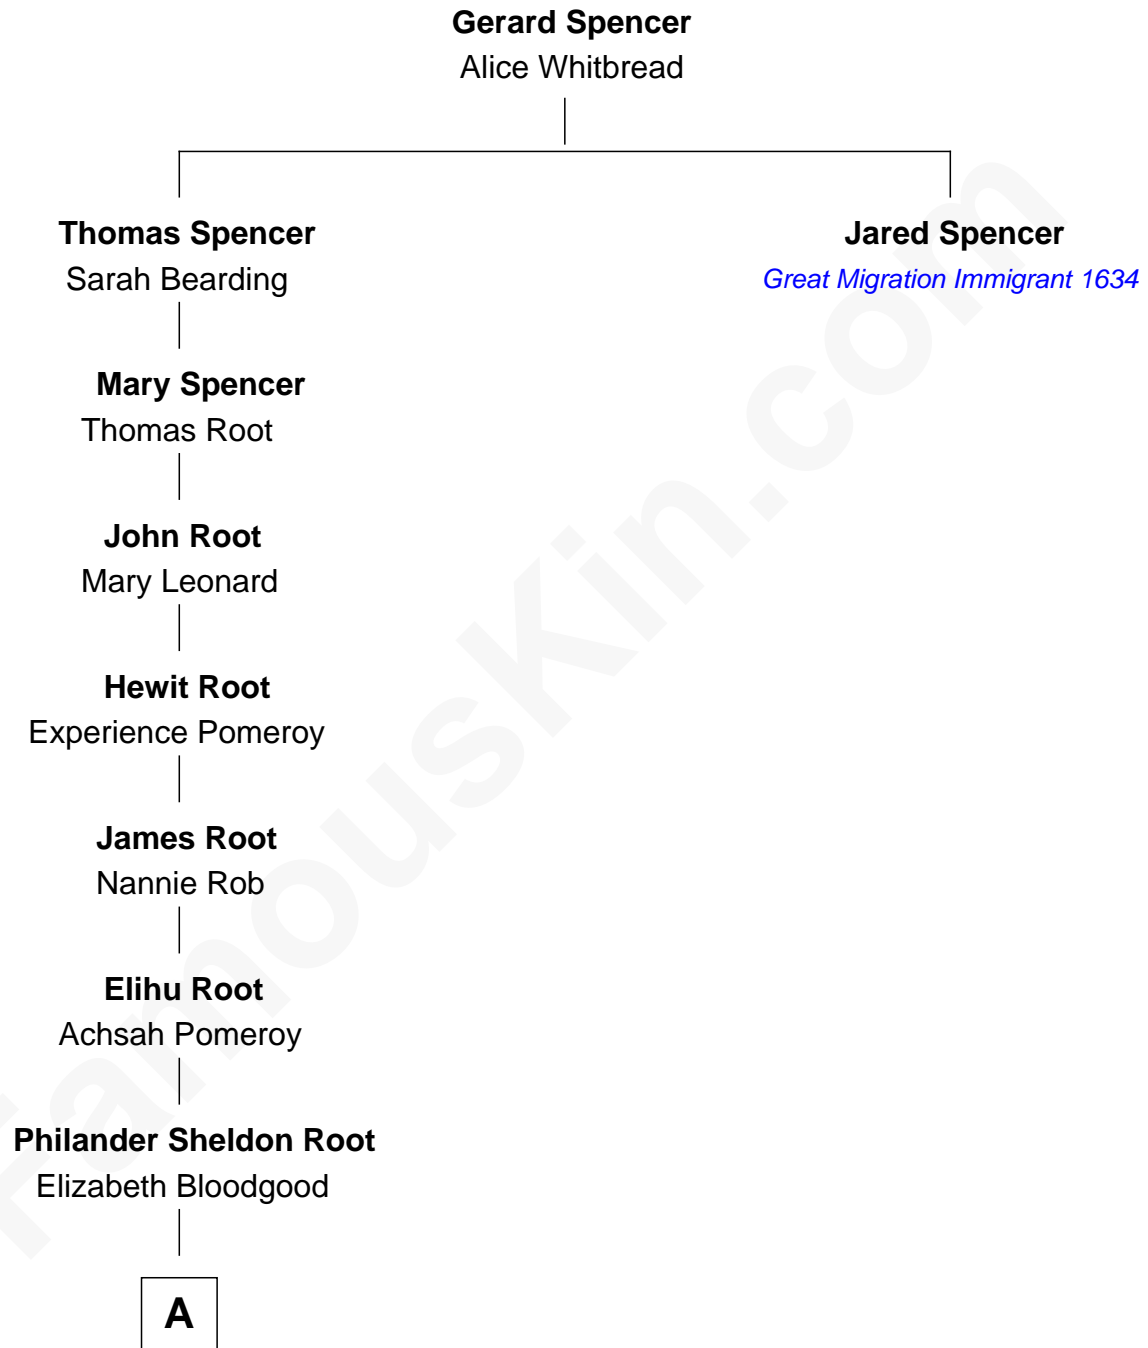 Gerard Spencer
Alice Whitbread
Thomas Spencer
Sarah Bearding
Jared Spencer
Great Migration Immigrant 1634
Mary Spencer
Thomas Root
John Root
Mary Leonard
Hewit Root
Experience Pomeroy
James Root
Nannie Rob
Elihu Root
Achsah Pomeroy
Philander Sheldon Root
Elizabeth Bloodgood
A
FamousKin.com